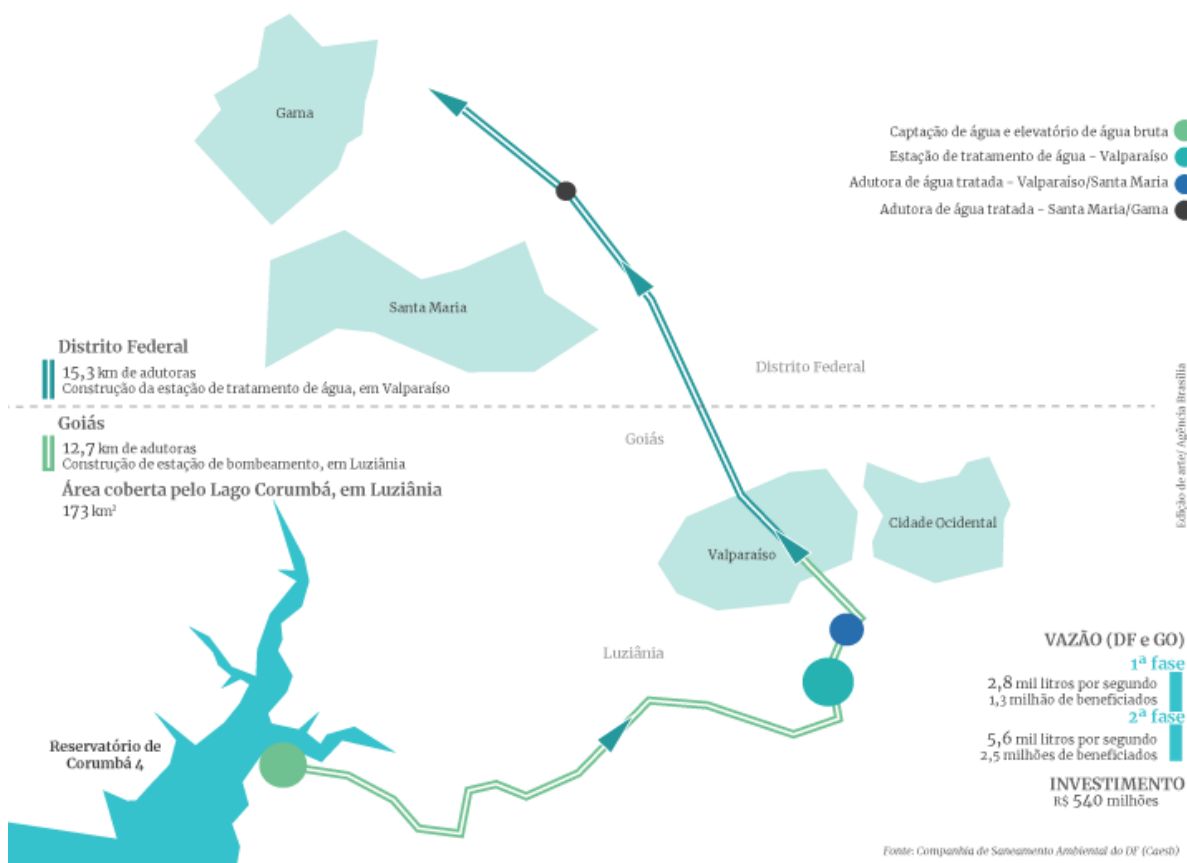 Gama
Captação de água e elevatório de água bruta
Estação de tratamento de água - Valparaíso
Adutora de água tratada - Valparaíso/Santa Maria
Adutora de água tratada - Santa Maria/Gama
Santa Maria
Distrito Federal
15,3 km de adutoras
Construção da estação de tratamento de água, em Valparaíso
Distrito Federal
Goiás
12,7 km de adutoras
Construção de estação de bombeamento, em Luziânia
Área coberta pelo Lago Corumbá, em Luziânia
173 km²
Goiás
Valparaíso
Cidade Ocidental
Edição de arte/ Agência Brasília
Luziânia
Reservatório de
Corumbá 4
VAZÃO (DF e GO)
1ª fase
2,8 mil litros por segundo
1,3 milhão de beneficiados
2ª fase
5,6 mil litros por segundo
2,5 milhões de beneficiados
INVESTIMENTO
R$ 540 milhões
Fonte: Companhia de Saneamento Ambiental do DF (Caesb)